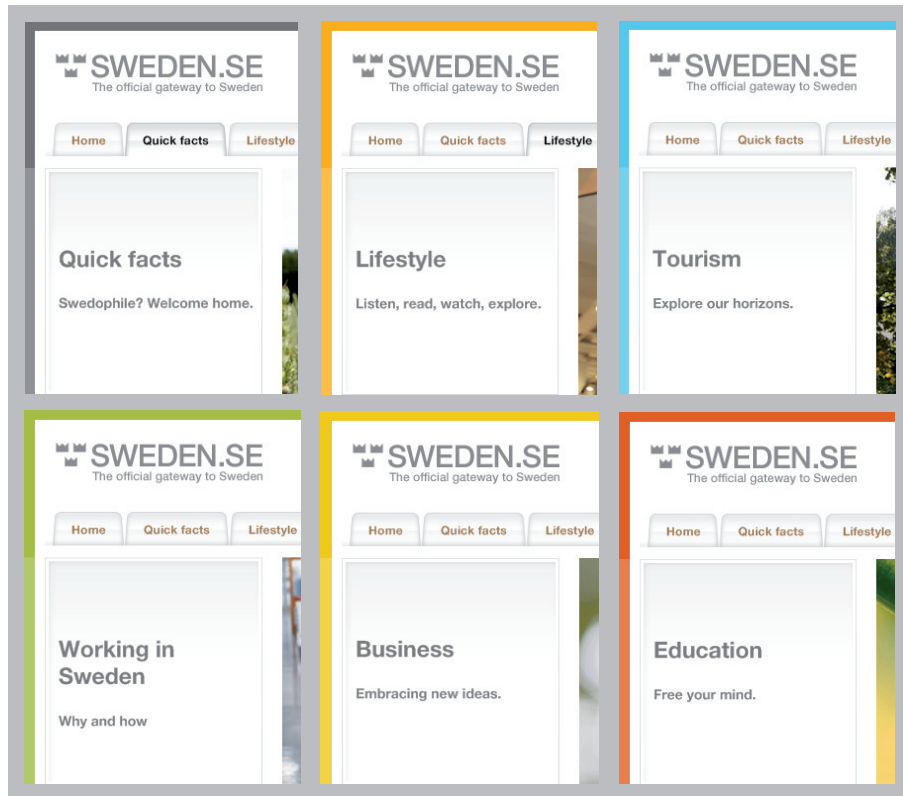 SWEDEN.SE
The official gateway to Sweden
Home Quick facts Lifestyle
Quick facts
Swedophile? Welcome home.
SWEDEN.SE
The official gateway to Sweden
Home Quick facts Lifestyle
Lifestyle
Listen, read, watch, explore.
SWEDEN.SE
The official gateway to Sweden
Home Quick facts Lifestyle
Tourism
Explore our horizons.
SWEDEN.SE
The official gateway to Sweden
Home Quick facts Lifestyle
Working in
Sweden
Why and how
SWEDEN.SE
The official gateway to Sweden
Home Quick facts Lifestyle
Business
Embracing new ideas.
SWEDEN.SE
The official gateway to Sweden
Home Quick facts Lifestyle
Education
Free your mind.